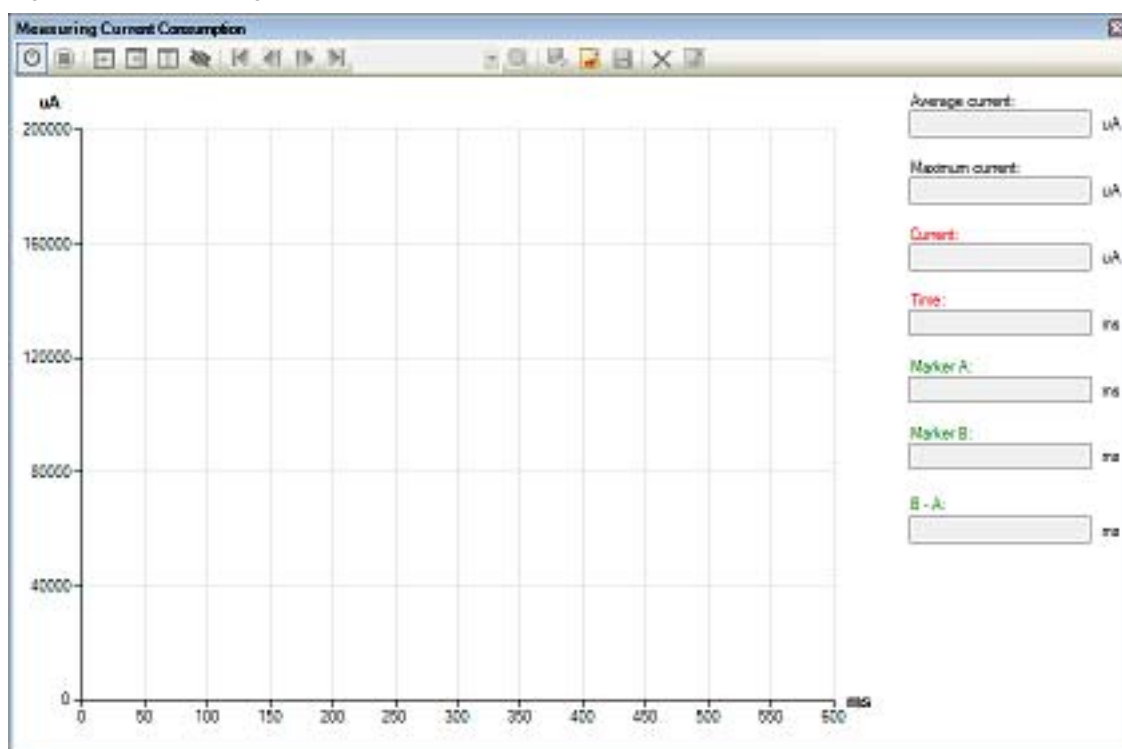 Measuring Current Consumption
uA
200000
160000
120000
80000
40000
0
0 50 100 150 200 250 300 350 400 450 500 550 600 ms
Average current:
uA
Maximum current:
uA
Current:
uA
Time:
ms
Marker A:
ms
Marker B:
ms
B - A:
ms